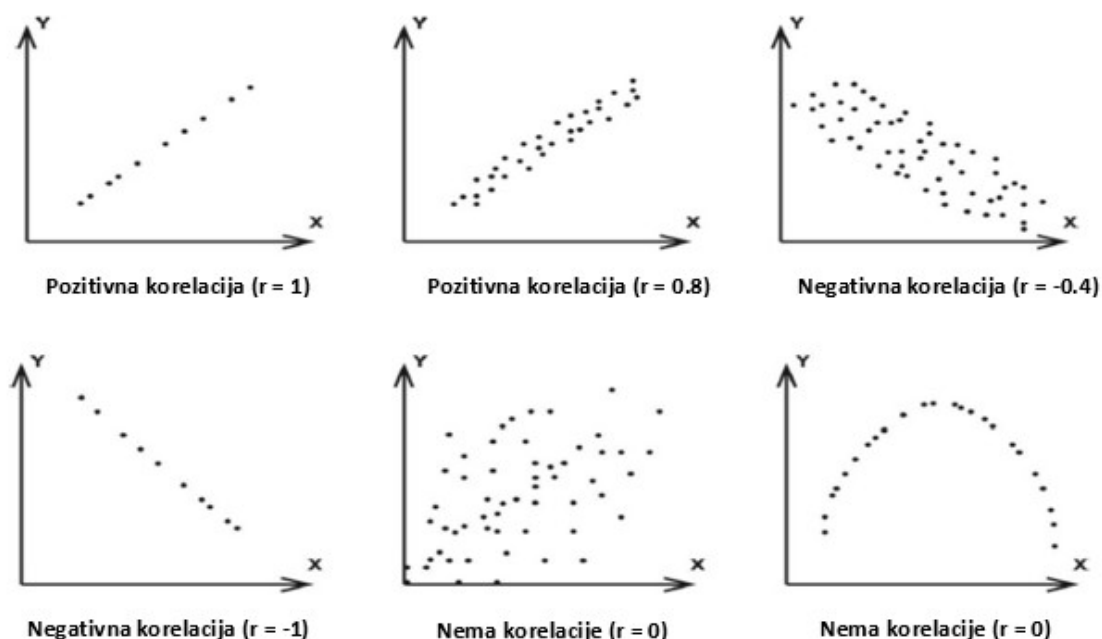 Y
Y
Y
X
X
X
Pozitivna korelacija (r = 1)
Pozitivna korelacija (r = 0.8)
Negativna korelacija (r = -0.4)
Y
Y
Y
X
X
X
Negativna korelacija (r = -1)
Nema korelacije (r = 0)
Nema korelacije (r = 0)